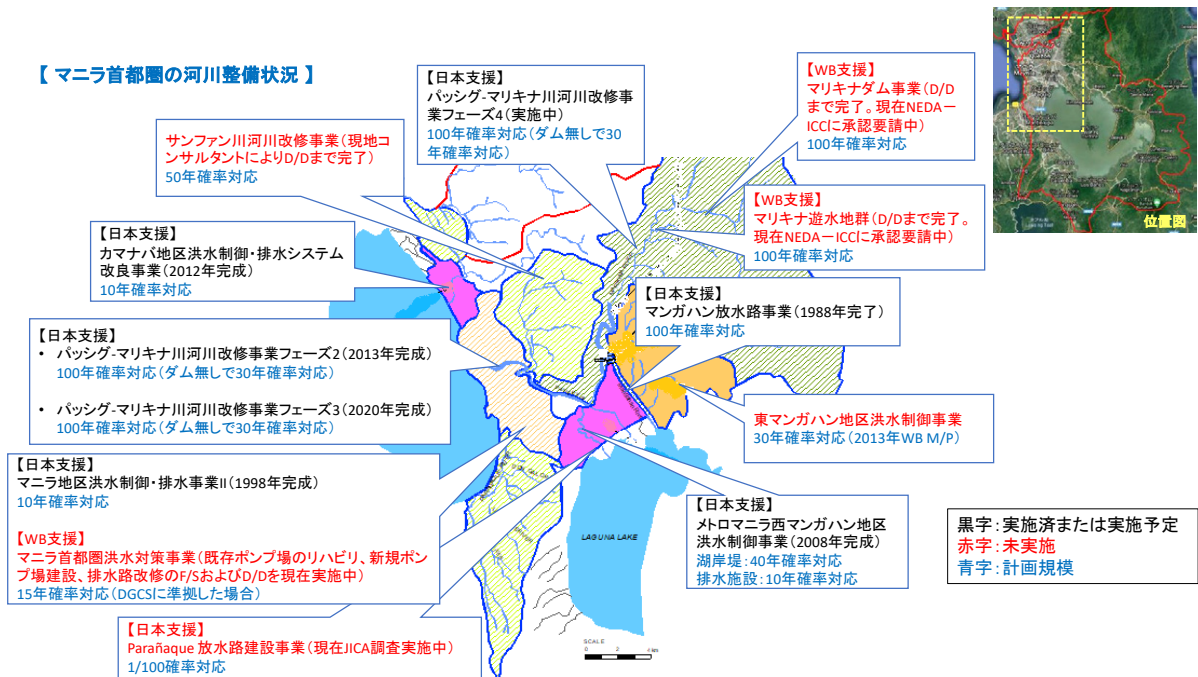 【 マニラ首都圏の河川整備状況 】
【日本支援】
パッシグ-マリキナ川河川改修事
業フェーズ4(実施中)
100年確率対応(ダム無しで30
年確率対応)
【WB支援】
マリキナダム事業(D/D
まで完了。現在NEDA－
ICCに承認要請中)
100年確率対応
位置図
サンファン川河川改修事業(現地コ
ンサルタントによりD/Dまで完了)
50年確率対応
【WB支援】
マリキナ遊水地群(D/Dまで完了。
現在NEDA－ICCに承認要請中)
100年確率対応
【日本支援】
カマナバ地区洪水制御・排水システム
改良事業(2012年完成)
10年確率対応
【日本支援】
マンガハン放水路事業(1988年完了)
100年確率対応
【日本支援】
• パッシグ-マリキナ川河川改修事業フェーズ2(2013年完成)
100年確率対応(ダム無しで30年確率対応)
• パッシグ-マリキナ川河川改修事業フェーズ3(2020年完成)
100年確率対応(ダム無しで30年確率対応)
東マンガハン地区洪水制御事業
30年確率対応(2013年WB M/P)
【日本支援】
マニラ地区洪水制御・排水事業II(1998年完成)
10年確率対応
【WB支援】
マニラ首都圏洪水対策事業(既存ポンプ場のリハビリ、新規ポン
プ場建設、排水路改修のF/SおよびD/Dを現在実施中)
15年確率対応(DGCSに準拠した場合)
【日本支援】
メトロマニラ西マンガハン地区
洪水制御事業(2008年完成)
湖岸堤:40年確率対応
排水施設:10年確率対応
黒字:実施済または実施予定
赤字:未実施
青字:計画規模
LAGUNA LAKE
【日本支援】
Parañaque 放水路建設事業(現在JICA調査実施中)
1/100確率対応
SCALE
0 2 4 km